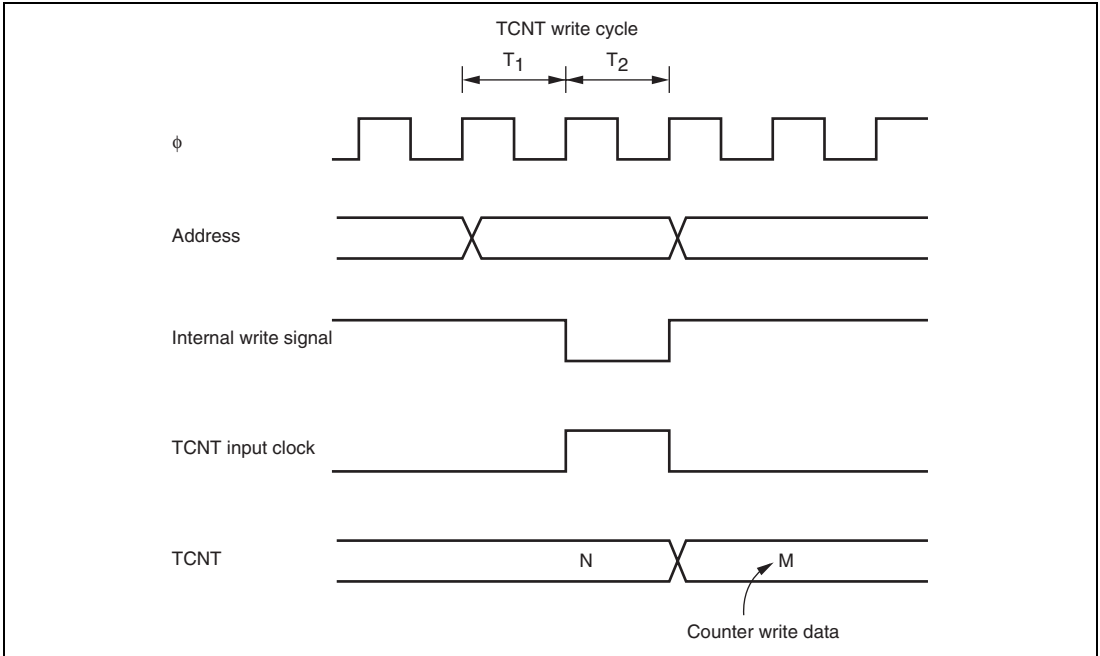 TCNT write cycle
T1 T2
ϕ
Address
Internal write signal
TCNT input clock
TCNT N M
Counter write data